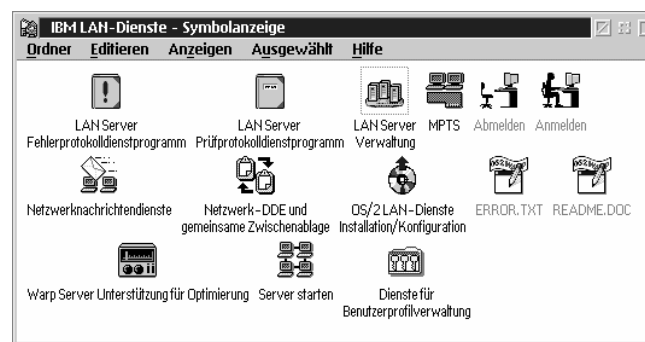 IBM LAN-Dienste - Symbolanzeige
Ordner Editieren Anzeigen Ausgewählt Hilfe
LAN Server
Fehlerprotokolldienstprogramm
LAN Server
Prüfprotokolldienstprogramm
LAN Server
Verwaltung
MPTS
Abmelden
Anmelden
Netzwerknachrichtendienste
Netzwerk-DDE und
gemeinsame Zwischenablage
OS/2 LAN-Dienste
Installation/Konfiguration
ERROR.TXT
README.DOC
Warp Server Unterstützung für Optimierung
Server starten
Dienste für
Benutzerprofilverwaltung